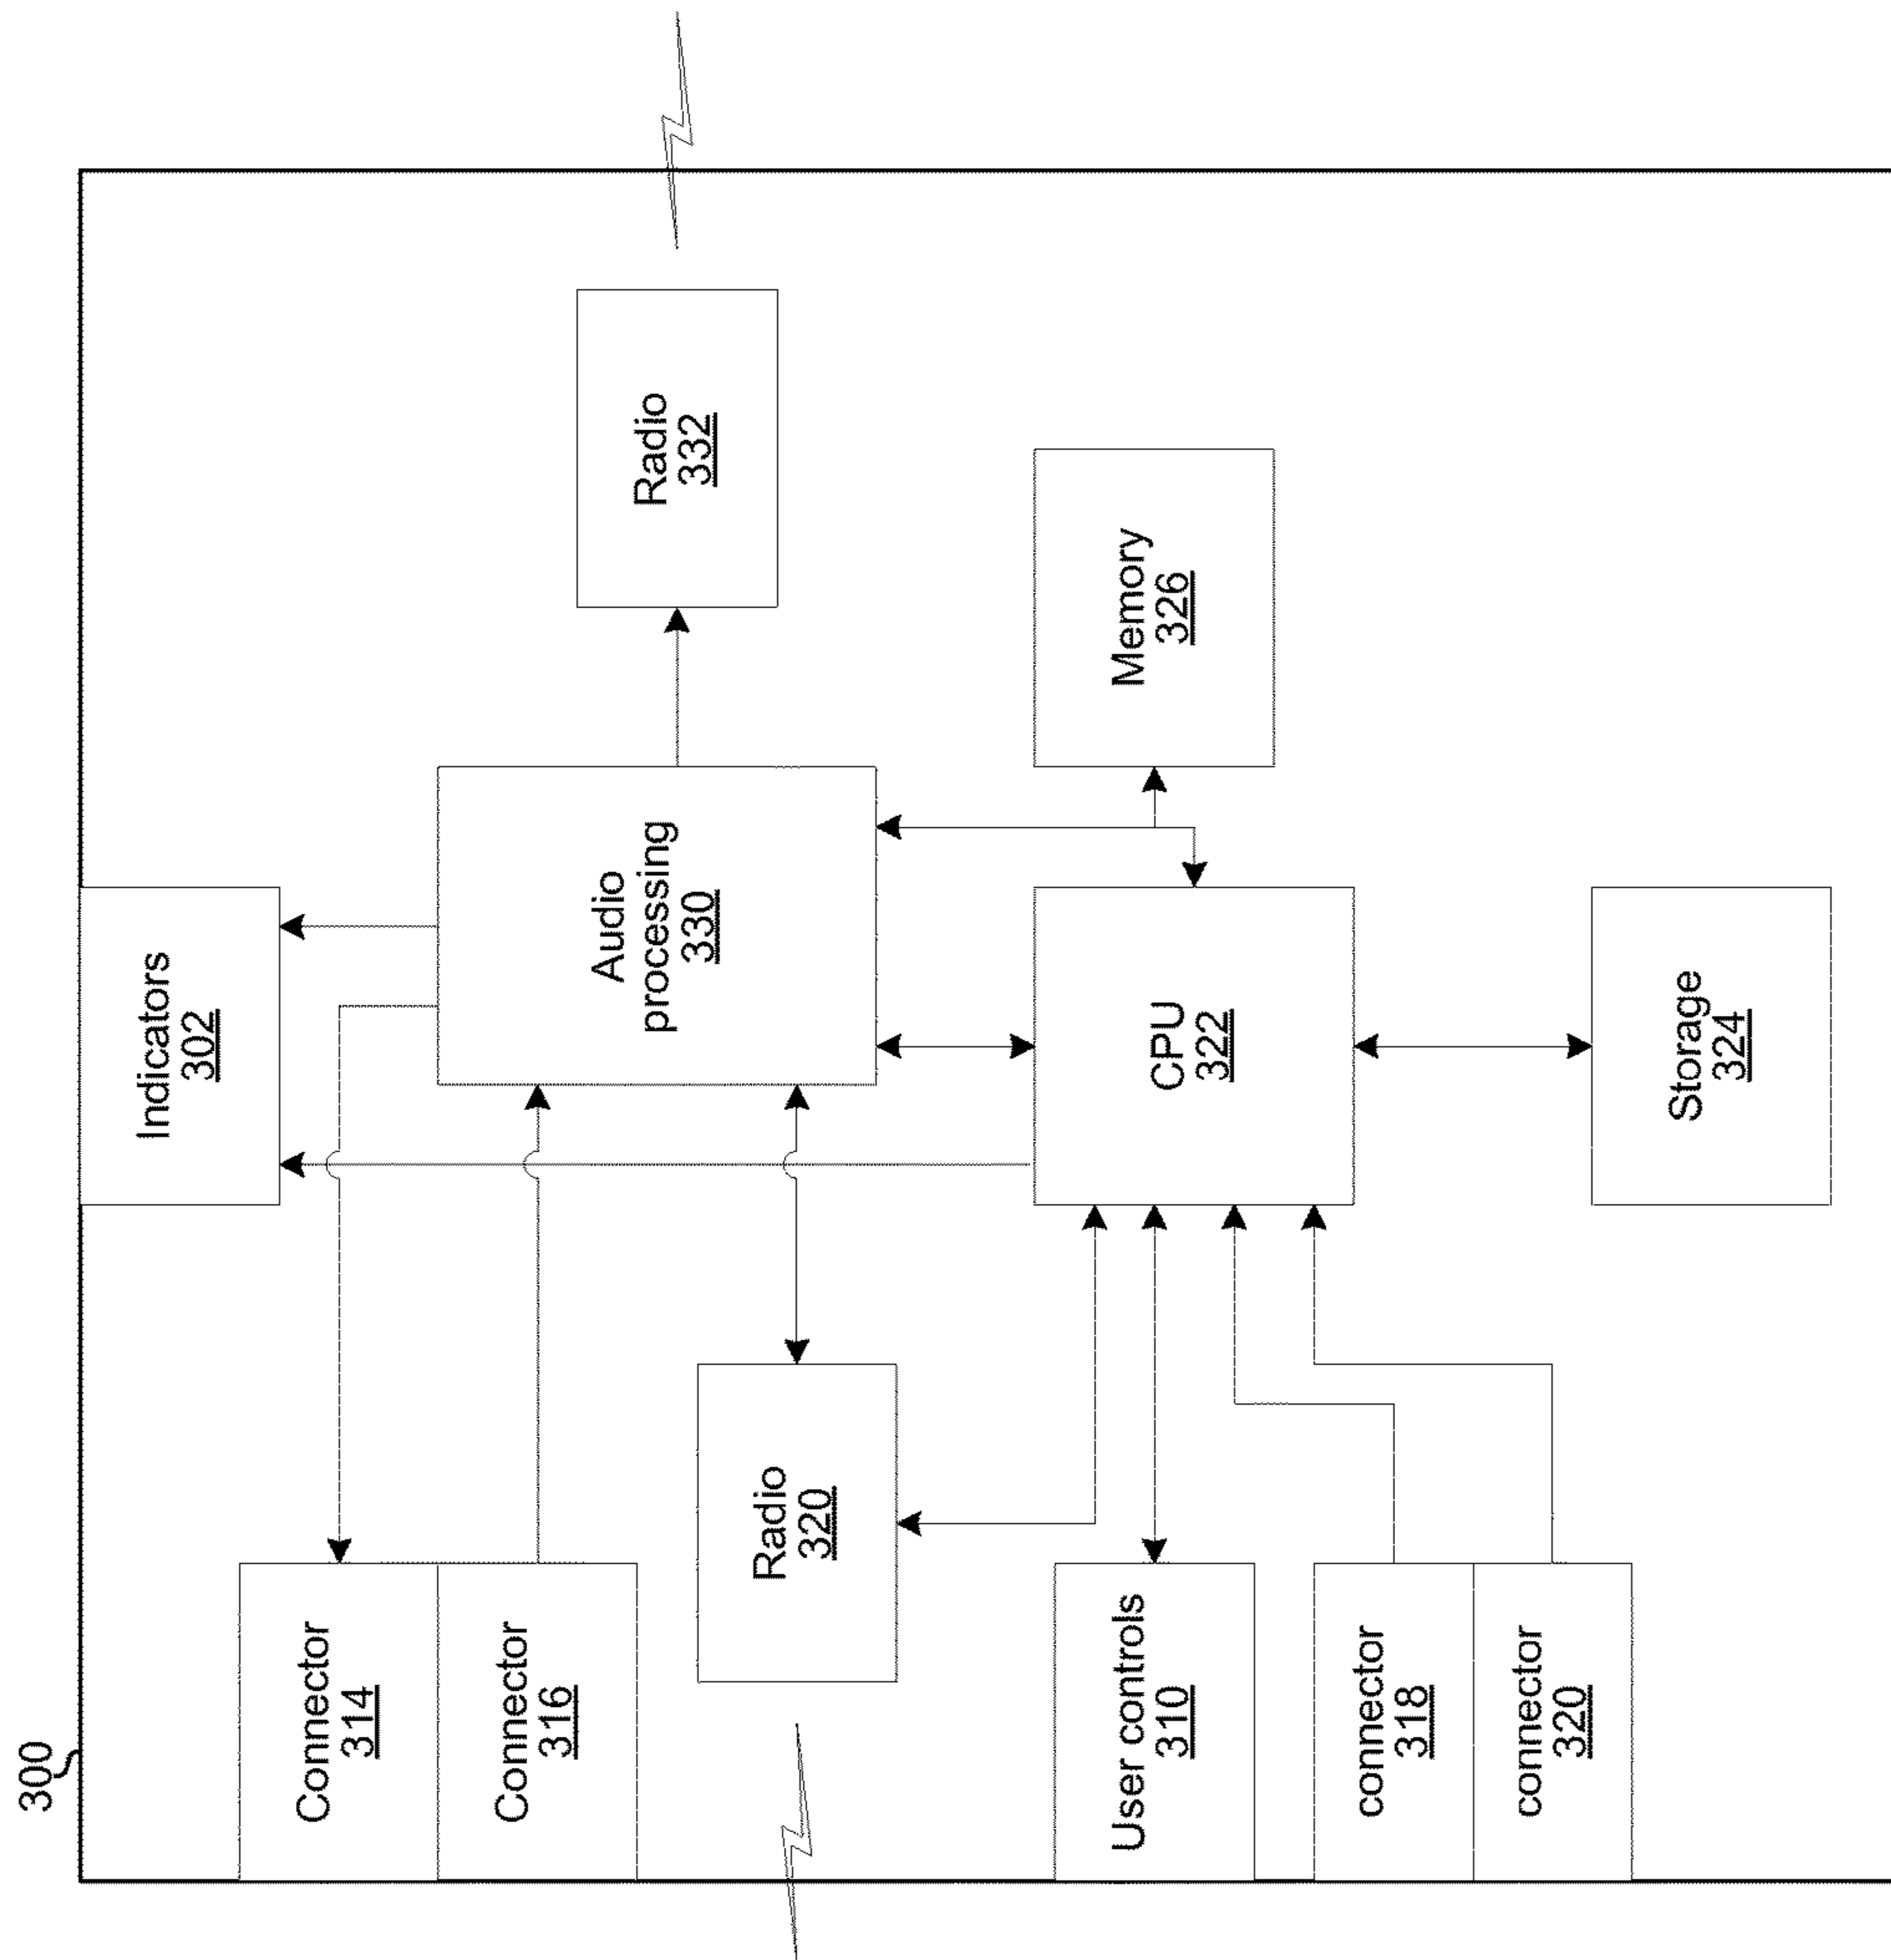 300
Indicators
302
Connector
314
Connector
316
Audio
processing
330
Radio
332
Radio
320
User controls
310
CPU
322
Memory
326
connector
318
connector
320
Storage
324